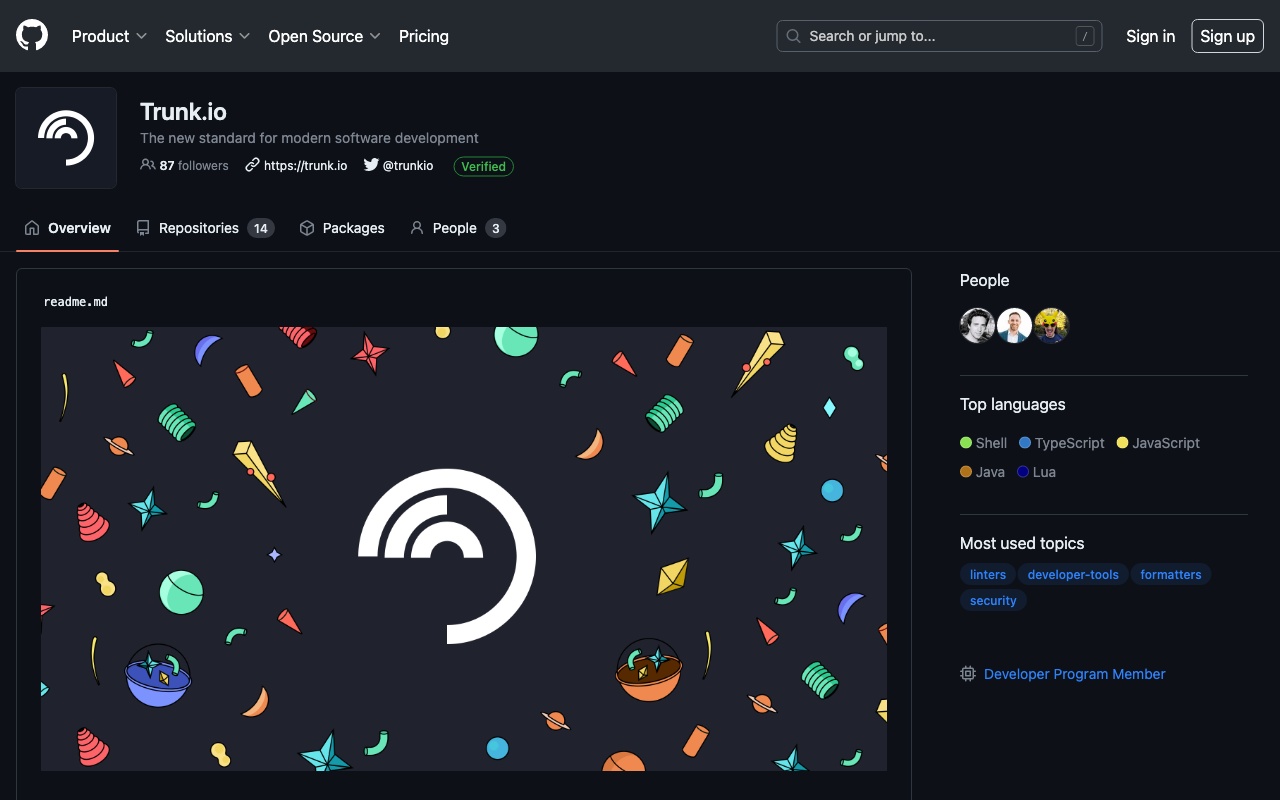 Product Solutions Open Source Pricing Search or jump to... / Sign in Sign up
Trunk.io
The new standard for modern software development
87 followers https://trunk.io @trunkio Verified
Overview Repositories 14 Packages People 3
readme.md
People
Top languages
Shell TypeScript JavaScript
Java Lua
Most used topics
linters developer-tools formatters
security
Developer Program Member